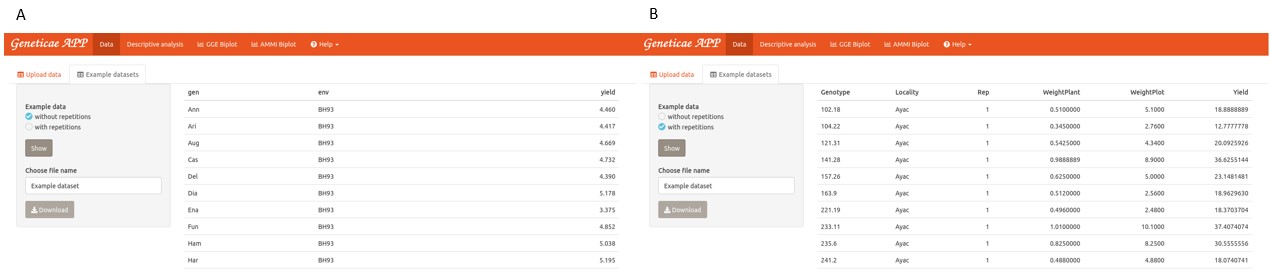 A
Geneticae APP Data Descriptive analysis GGE Biplot AMMI Biplot Help
Upload data Example datasets
Example data
without repetitions
with repetitions
Show
Choose file name
Example dataset
Download
gen env yield
Ann BH93 4.460
Ari BH93 4.417
Aug BH93 4.669
Cas BH93 4.732
Del BH93 4.390
Dia BH93 5.178
Ena BH93 3.375
Fun BH93 4.852
Ham BH93 5.038
Har BH93 5.195
B
Geneticae APP Data Descriptive analysis GGE Biplot AMMI Biplot Help
Upload data Example datasets
Example data
without repetitions
with repetitions
Show
Choose file name
Example dataset
Download
Genotype Locality Rep WeightPlant WeightPlot Yield
102.18 Ayac 1 0.5100000 5.1000 18.8888889
104.22 Ayac 1 0.3450000 2.7600 12.7777778
121.31 Ayac 1 0.5425000 4.3400 20.0925926
141.28 Ayac 1 0.9888889 8.9000 36.6255144
157.26 Ayac 1 0.6250000 5.0000 23.1481481
163.9 Ayac 1 0.5120000 2.5600 18.9629630
221.19 Ayac 1 0.4960000 2.4800 18.3703704
233.11 Ayac 1 1.0100000 10.1000 37.4074074
235.6 Ayac 1 0.8250000 8.2500 30.5555556
241.2 Ayac 1 0.4880000 4.8800 18.0740741